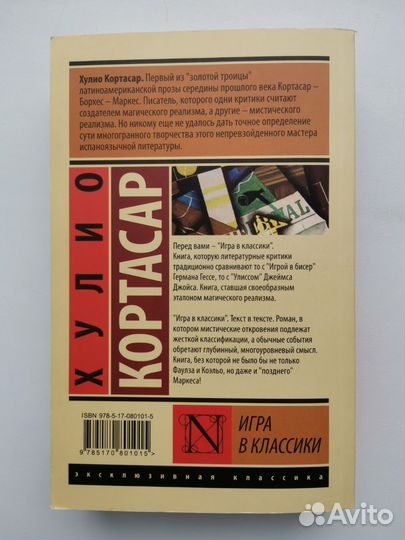 Хулио Кортасар. Первый из "золотой троицы"
латиноамериканской прозы середины прошлого века Кортасар –
Борхес – Маркес. Писатель, которого одни критики считают
создателем магического реализма, а другие – мистического
реализма. Но никому еще не удалось дать точное определение
сути многогранного творчества этого непревзойденного мастера
испаноязычной литературы.
ХУЛИО
КОРТАСАР
Перед вами – "Игра в классики".
Книга, которую литературные критики
традиционно сравнивают то с "Игрой в бисер"
Германа Гессе, то с "Улиссом" Джеймса
Джойса. Книга, ставшая своеобразным
эталоном магического реализма.
"Игра в классики". Текст в тексте. Роман, в
котором мистические откровения подлежат
жесткой классификации, а обычные события
обретают глубинный, многоуровневый смысл.
Книга, без которой не было бы не только
Фаулза и Коэльо, но даже и "позднего"
Маркеса!
ISBN 978-5-17-080101-5
9 785170 801015 >
N
ИГРА
В КЛАССИКИ
эксклюзивная классика
Avito